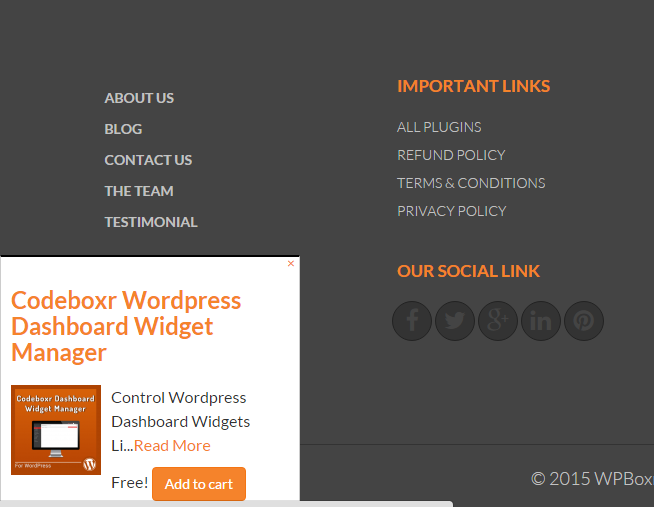 ABOUT US
BLOG
CONTACT US
THE TEAM
TESTIMONIAL
IMPORTANT LINKS
ALL PLUGINS
REFUND POLICY
TERMS & CONDITIONS
PRIVACY POLICY
OUR SOCIAL LINK
×
Codeboxr Wordpress
Dashboard Widget
Manager
Codeboxr Dashboard
Widget Manager
For WordPress
Control Wordpress
Dashboard Widgets
Li...Read More
Free! Add to cart
© 2015 WPBox